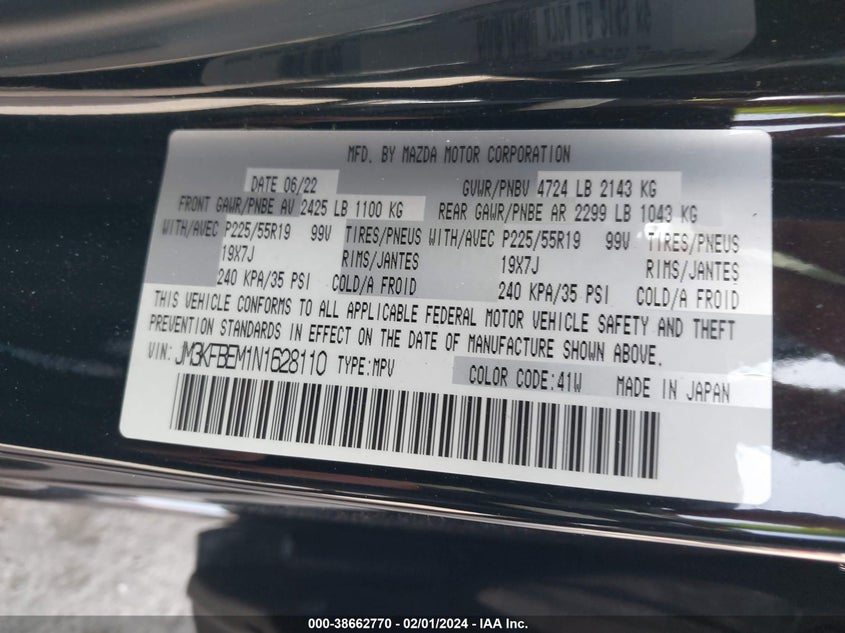 MFD. BY MAZDA MOTOR CORPORATION
DATE 06/22 GVWR/PNBV 4724 LB 2143 KG
FRONT GAWR/PNBE AV 2425 LB 1100 KG REAR GAWR/PNBE AR 2299 LB 1043 KG
WITH/AVEC P225/55R19 99V TIRES/PNEUS WITH/AVEC P225/55R19 99V TIRES/PNEUS
19X7J RIMS/JANTES 19X7J RIMS/JANTES
240 KPA/35 PSI COLD/A FROID 240 KPA/35 PSI COLD/A FROID
THIS VEHICLE CONFORMS TO ALL APPLICABLE FEDERAL MOTOR VEHICLE SAFETY AND THEFT
PREVENTION STANDARDS IN EFFECT ON THE DATE OF MANUFACTURE SHOWN ABOVE.
VIN: JM3KFBEM1N1628110 TYPE:MPV COLOR CODE:41W MADE IN JAPAN
000-38662770 - 02/01/2024 - IAA Inc.